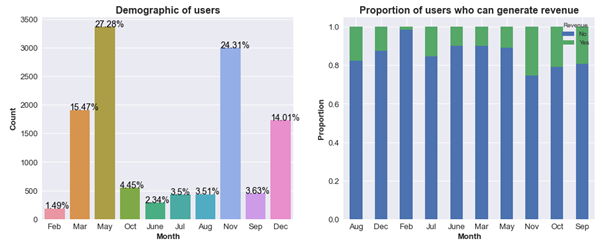 Demographic of users
3500
3000
2500
2000
1500
1000
500
0
Count
1.49%
15.47%
27.28%
4.45%
2.34%
3.5%
3.51%
24.31%
3.63%
14.01%
Feb Mar May Oct June Jul Aug Nov Sep Dec
Month
Proportion of users who can generate revenue
1.0
0.8
0.6
0.4
0.2
0.0
Proportion
Revenue
No
Yes
Aug Dec Feb Jul June Mar May Nov Oct Sep
Month